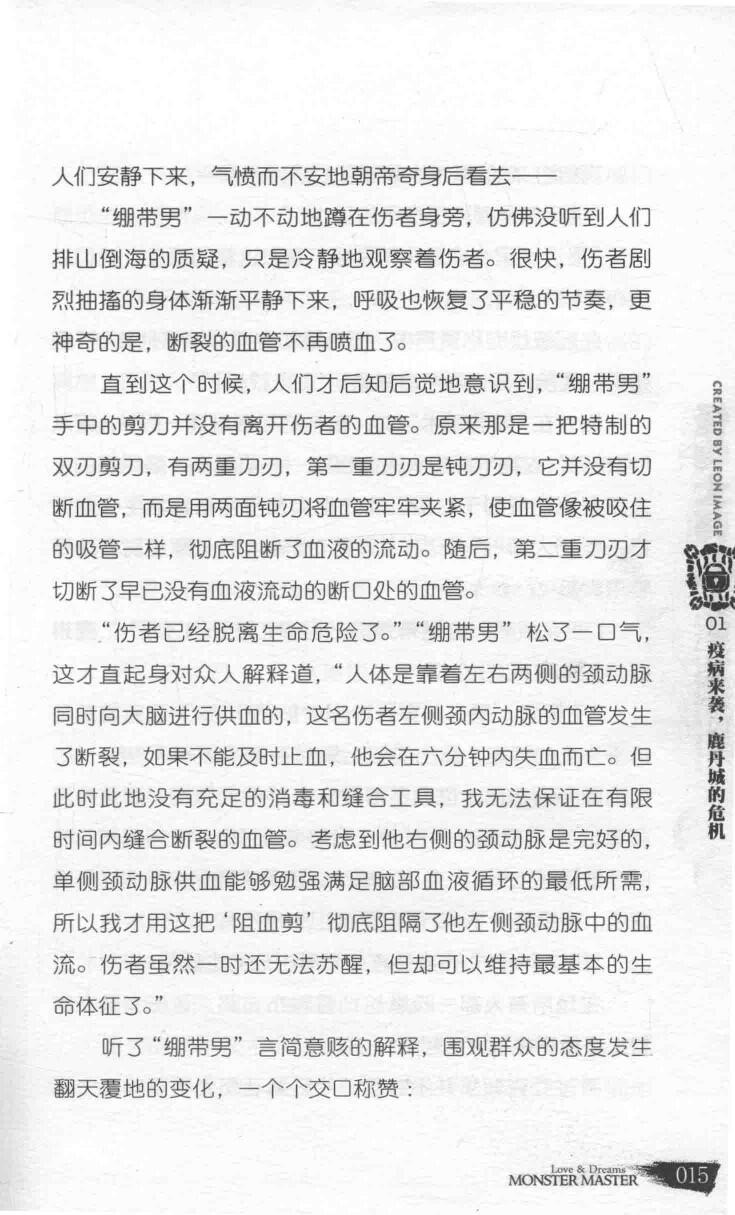 人们安静下来，气愤而不安地朝帝奇身后看去。
“绷带男”一动不动地蹲在伤者身旁，仿佛没听到人们
排山倒海的质疑，只是冷静地观察着伤者。很快，伤者剧
烈抽搐的身体渐渐平静下来，呼吸也恢复了平稳的节奏，更
神奇的是，断裂的血管不再喷血了。
直到这个时候，人们才后知后觉地意识到，“绷带男”
手中的剪刀并没有离开伤者的血管。原来那是一把特制的
双刃剪刀，有两重刀刃，第一重刀刃是钝刀刃，它并没有切
断血管，而是用两面钝刃将血管牢牢夹紧，使血管像被咬住
的吸管一样，彻底阻断了血液的流动。随后，第二重刀刃才
切断了早已没有血液流动的断口处的血管。
“伤者已经脱离生命危险了。”“绷带男”松了一口气，
这才直起身对众人解释道，“人体是靠着左右两侧的颈动脉
同时向大脑进行供血的，这名伤者左侧颈内动脉的血管发生
了断裂，如果不能及时止血，他会在六分钟内失血而亡。但
此时此地没有充足的消毒和缝合工具，我无法保证在有限
时间内缝合断裂的血管。考虑到他右侧的颈动脉是完好的，
单侧颈动脉供血能够勉强满足脑部血液循环的最低所需，
所以我才用这把‘阻血剪’彻底阻隔了他左侧颈动脉中的血
流。伤者虽然一时还无法苏醒，但却可以维持最基本的生
命体征了。”
听了“绷带男”言简意赅的解释，围观群众的态度发生
翻天覆地的变化，一个个交口称赞：
CREATED BY LEON IMAGE
01 疫病来袭，鹿丹城的危机
Love & Dreams
MONSTER MASTER 015